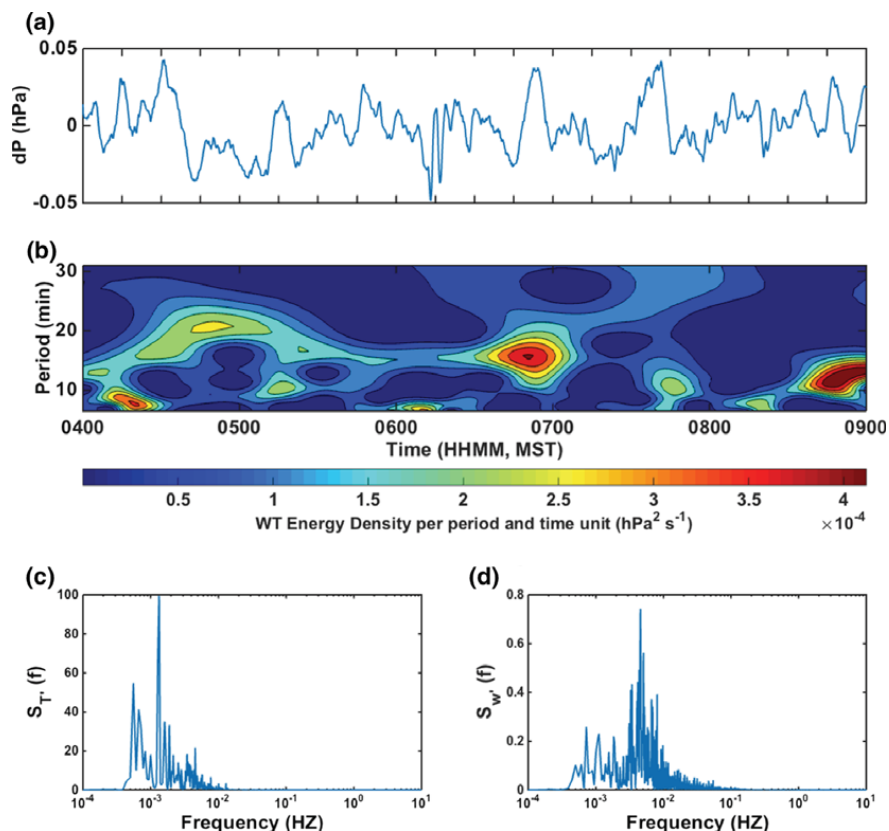 (a)
0.05
0
-0.05
dP (hPa)
(b)
30
20
10
Period (min)
0400 0500 0600 0700 0800 0900
Time (HHMM, MST)
0.5 1 1.5 2 2.5 3 3.5 4
×10⁻⁴
WT Energy Density per period and time unit (hPa² s⁻¹)
(c)
100
80
60
40
20
0
S_T' (f)
10⁻⁴ 10⁻³ 10⁻² 10⁻¹ 10⁰ 10¹
Frequency (HZ)
(d)
0.8
0.6
0.4
0.2
0
S_w' (f)
10⁻⁴ 10⁻³ 10⁻² 10⁻¹ 10⁰ 10¹
Frequency (HZ)